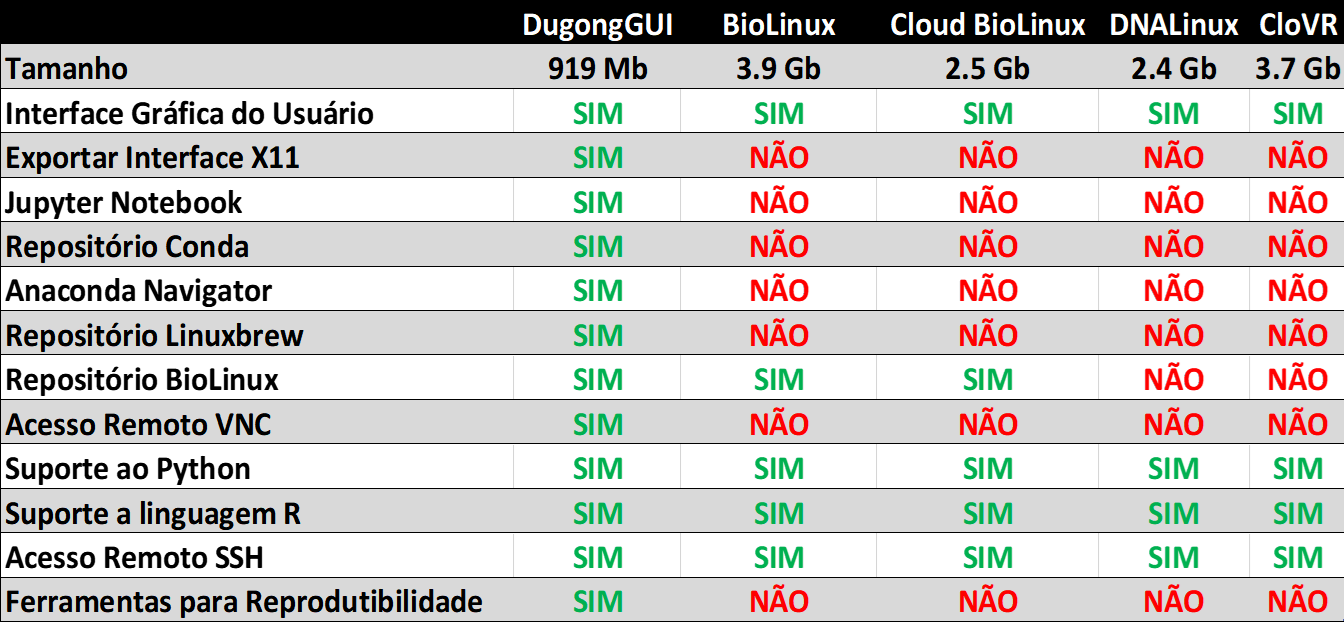 DugongGUI BioLinux Cloud BioLinux DNALinux CloVR
Tamanho 919 Mb 3.9 Gb 2.5 Gb 2.4 Gb 3.7 Gb
Interface Gráfica do Usuário SIM SIM SIM SIM SIM
Exportar Interface X11 SIM NÃO NÃO NÃO NÃO
Jupyter Notebook SIM NÃO NÃO NÃO NÃO
Repositório Conda SIM NÃO NÃO NÃO NÃO
Anaconda Navigator SIM NÃO NÃO NÃO NÃO
Repositório Linuxbrew SIM NÃO NÃO NÃO NÃO
Repositório BioLinux SIM SIM SIM NÃO NÃO
Acesso Remoto VNC SIM NÃO NÃO NÃO NÃO
Suporte ao Python SIM SIM SIM SIM SIM
Suporte a linguagem R SIM SIM SIM SIM SIM
Acesso Remoto SSH SIM SIM SIM SIM SIM
Ferramentas para Reprodutibilidade SIM NÃO NÃO NÃO NÃO